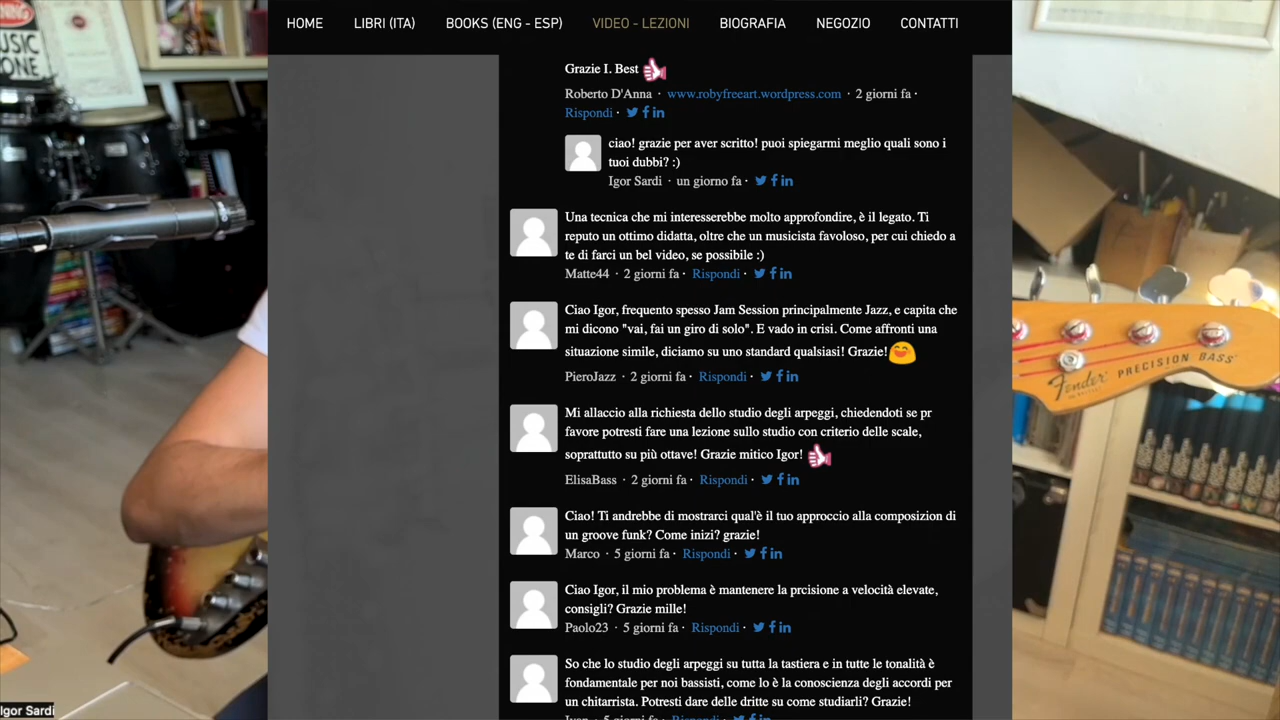 HOME LIBRI (ITA) BOOKS (ENG - ESP) VIDEO - LEZIONI BIOGRAFIA NEGOZIO CONTATTI
Grazie I. Best
Roberto D'Anna · www.robyfreeart.wordpress.com · 2 giorni fa ·
Rispondi ·
ciao! grazie per aver scritto! puoi spiegarmi meglio quali sono i
tuoi dubbi? :)
Igor Sardi · un giorno fa ·
Una tecnica che mi interesserebbe molto approfondire, è il legato. Ti
reputo un ottimo didatta, oltre che un musicista favoloso, per cui chiedo a
te di farci un bel video, se possibile :)
Matte44 · 2 giorni fa · Rispondi ·
Ciao Igor, frequento spesso Jam Session principalmente Jazz, e capita che
mi dicono "vai, fai un giro di solo". E vado in crisi. Come affronti una
situazione simile, diciamo su uno standard qualsiasi! Grazie!
PieroJazz · 2 giorni fa · Rispondi ·
Mi allaccio alla richiesta dello studio degli arpeggi, chiedendoti se pr
favore potresti fare una lezione sullo studio con criterio delle scale,
soprattutto su più ottave! Grazie mitico Igor!
ElisaBass · 2 giorni fa · Rispondi ·
Ciao! Ti andrebbe di mostrarci qual'è il tuo approccio alla composizion di
un groove funk? Come inizi? grazie!
Marco · 5 giorni fa · Rispondi ·
Ciao Igor, il mio problema è mantenere la prcisione a velocità elevate,
consigli? Grazie mille!
Paolo23 · 5 giorni fa · Rispondi ·
So che lo studio degli arpeggi su tutta la tastiera e in tutte le tonalità è
fondamentale per noi bassisti, come lo è la conoscenza degli accordi per
un chitarrista. Potresti dare delle dritte su come studiarli? Grazie!
Ivan · 5 giorni fa · Rispondi ·
Fender PRECISION BASS
Igor Sardi